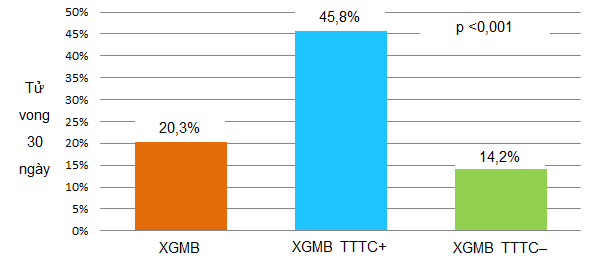 50%
45%
40%
35%
30%
25%
20%
15%
10%
5%
0%
Tử
vong
30
ngày
20,3%
45,8%
14,2%
p <0,001
XGMB
XGMB TTTC+
XGMB TTTC–